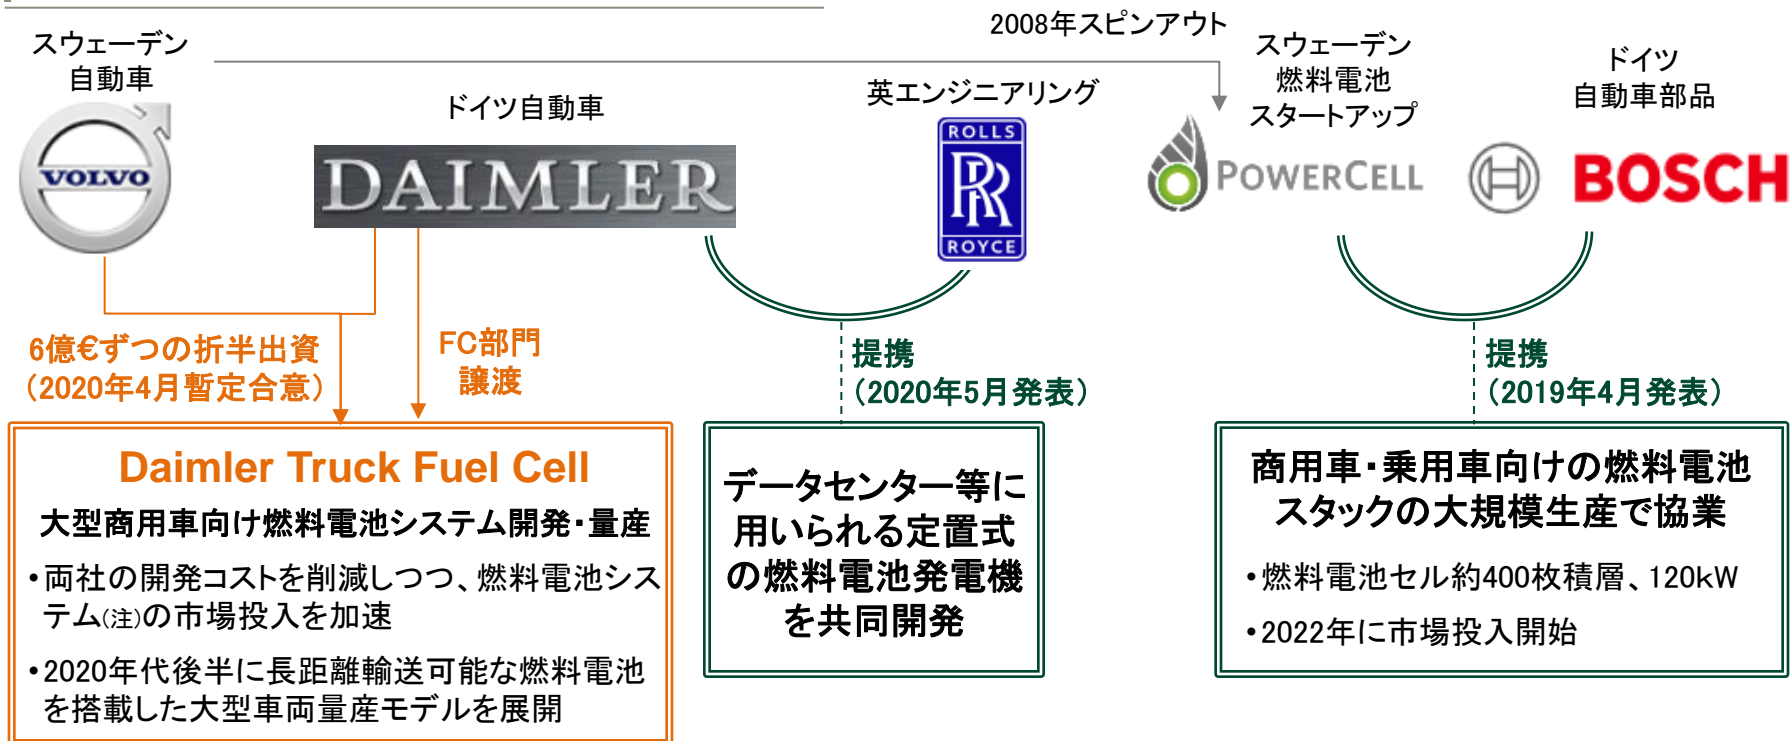 2008年スピンアウト
スウェーデン
自動車
VOLVO
ドイツ自動車
DAIMLER
英エンジニアリング
ROLLS
RR
ROYCE
スウェーデン
燃料電池
スタートアップ
POWERCELL
ドイツ
自動車部品
BOSCH
6億€ずつの折半出資
（2020年4月暫定合意）
FC部門
譲渡
提携
（2020年5月発表）
提携
（2019年4月発表）
Daimler Truck Fuel Cell
大型商用車向け燃料電池システム開発・量産
・両社の開発コストを削減しつつ、燃料電池シス
テム(注)の市場投入を加速
・2020年代後半に長距離輸送可能な燃料電池
を搭載した大型車両量産モデルを展開
データセンター等に
用いられる定置式
の燃料電池発電機
を共同開発
商用車・乗用車向けの燃料電池
スタックの大規模生産で協業
・燃料電池セル約400枚積層、120kW
・2022年に市場投入開始